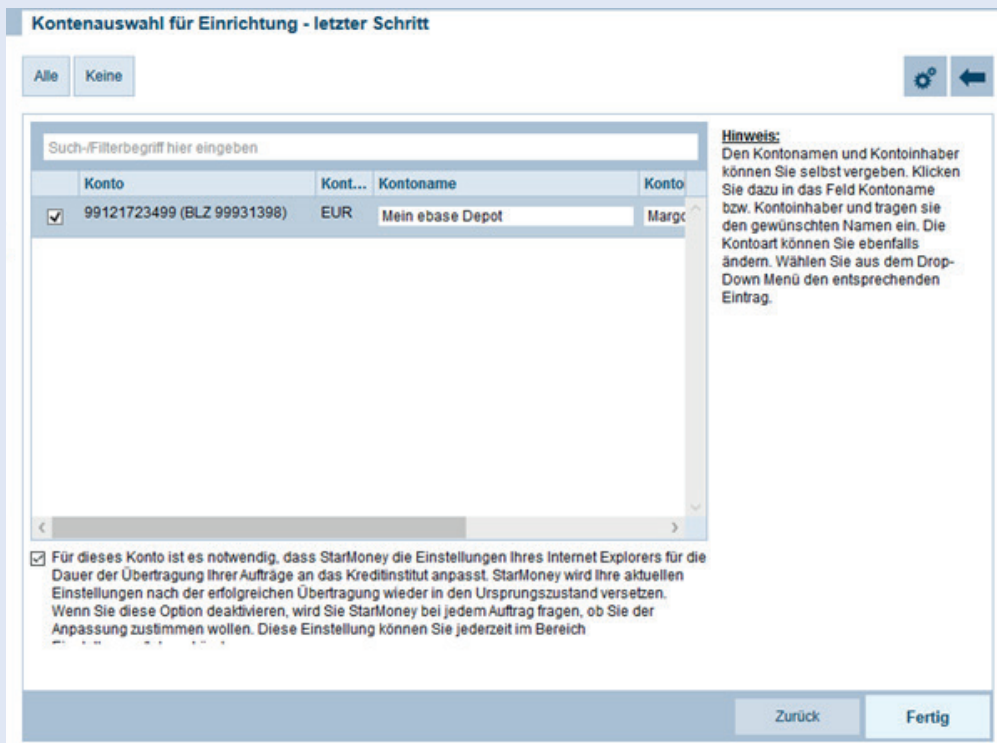 Kontenauswahl für Einrichtung - letzter Schritt
Alle
Keine
Such-/Filterbegriff hier eingeben
Konto
Kont...
Kontoname
Konto
99121723499 (BLZ 99931398)
EUR
Mein ebase Depot
Margo
Hinweis:
Den Kontonamen und Kontoinhaber
können Sie selbst vergeben. Klicken
Sie dazu in das Feld Kontoname
bzw. Kontoinhaber und tragen sie
den gewünschten Namen ein. Die
Kontoart können Sie ebenfalls
ändern. Wählen Sie aus dem Drop-
Down Menü den entsprechenden
Eintrag.
Für dieses Konto ist es notwendig, dass StarMoney die Einstellungen Ihres Internet Explorers für die
Dauer der Übertragung Ihrer Aufträge an das Kreditinstitut anpasst. StarMoney wird Ihre aktuellen
Einstellungen nach der erfolgreichen Übertragung wieder in den Ursprungszustand versetzen.
Wenn Sie diese Option deaktivieren, wird Sie StarMoney bei jedem Auftrag fragen, ob Sie der
Anpassung zustimmen wollen. Diese Einstellung können Sie jederzeit im Bereich
Zurück
Fertig